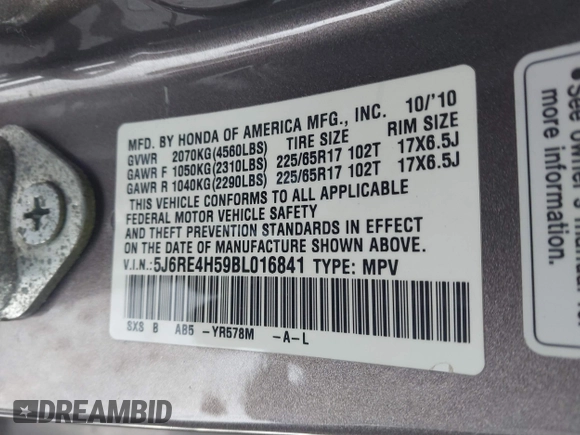 MFD. BY HONDA OF AMERICA MFG., INC. 10/'10
GVWR 2070KG(4560LBS) TIRE SIZE RIM SIZE
GAWR F 1050KG(2310LBS) 225/65R17 102T 17X6.5J
GAWR R 1040KG(2290LBS) 225/65R17 102T 17X6.5J
THIS VEHICLE CONFORMS TO ALL APPLICABLE
FEDERAL MOTOR VEHICLE SAFETY
AND THEFT PREVENTION STANDARDS IN EFFECT
ON THE DATE OF MANUFACTURE SHOWN ABOVE.
V.I.N.:5J6RE4H59BL016841 TYPE: MPV
SXS B AB5 -YR578M -A-L
•See Owner's
more
DREAMBID